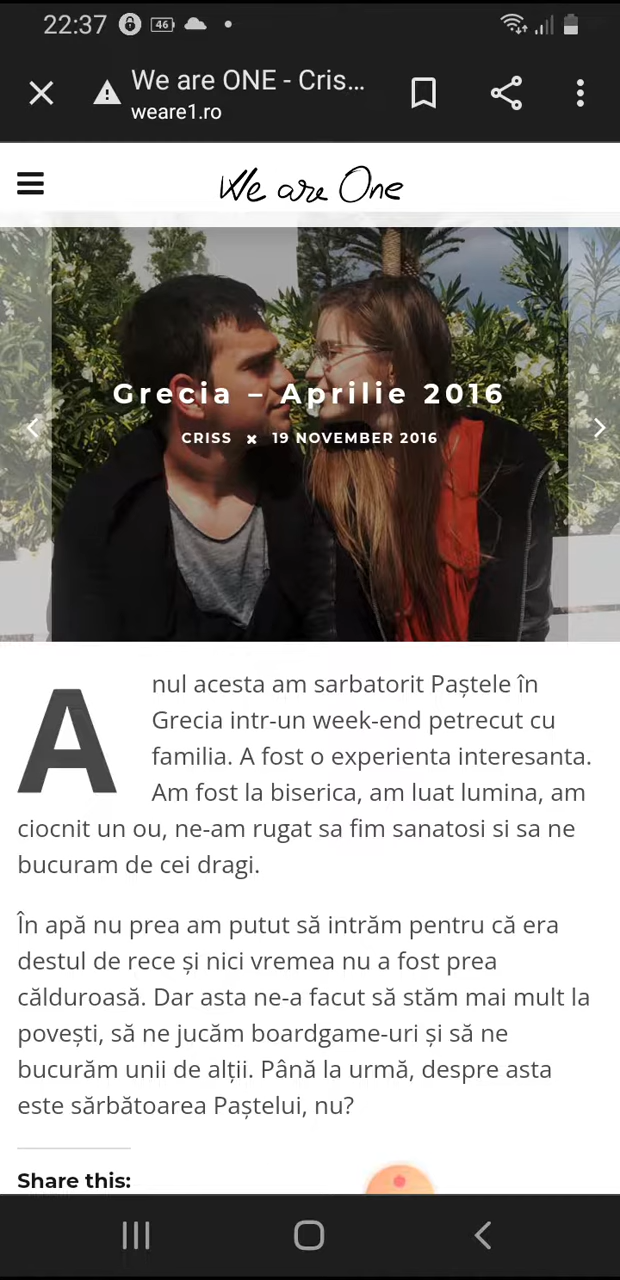 22:37 46
We are ONE - Cris...
weare1.ro
We are One
Grecia – Aprilie 2016
CRISS × 19 NOVEMBER 2016
Anul acesta am sarbatorit Paștele în
Grecia intr-un week-end petrecut cu
familia. A fost o experienta interesanta.
Am fost la biserica, am luat lumina, am
ciocnit un ou, ne-am rugat sa fim sanatosi si sa ne
bucuram de cei dragi.
În apă nu prea am putut să intrăm pentru că era
destul de rece și nici vremea nu a fost prea
călduroasă. Dar asta ne-a facut să stăm mai mult la
povești, să ne jucăm boardgame-uri și să ne
bucurăm unii de alții. Până la urmă, despre asta
este sărbătoarea Paștelui, nu?
Share this: